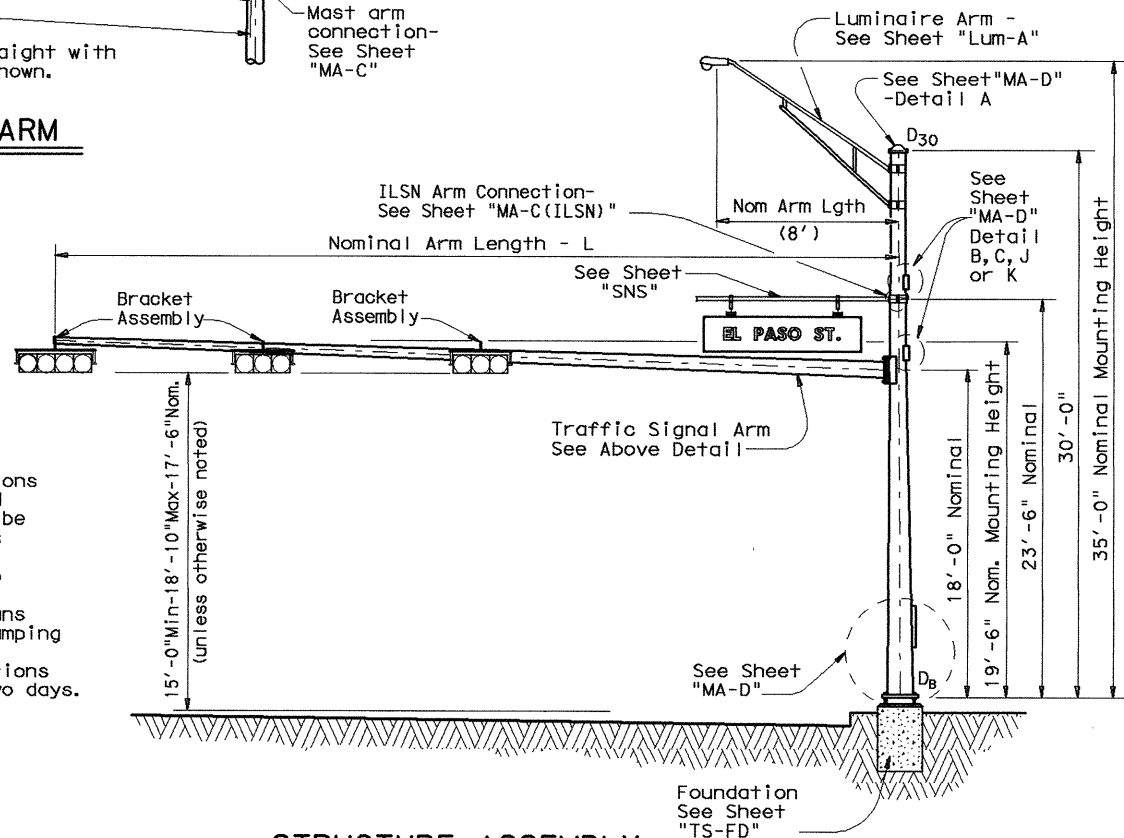 Mast arm
connection-
See Sheet
"MA-C"
aight with
hown.
ARM
Luminaire Arm -
See Sheet "Lum-A"
See Sheet"MA-D"
-Detail A
D30
ILSN Arm Connection-
See Sheet "MA-C(ILSN)"
Nom Arm Lgth
(8')
See
Sheet
"MA-D"
Detail
B,C,J
or K
Nominal Arm Length - L
See Sheet
"SNS"
Bracket
Assembly
Bracket
Assembly
EL PASO ST.
Traffic Signal Arm
See Above Detail
15'-0"Min-18'-10"Max-17'-6"Nom.
(unless otherwise noted)
18'-0" Nominal
19'-6" Nom. Mounting Height
23'-6" Nominal
30'-0"
35'-0" Nominal Mounting Height
ions
be
ns
mping
tions
wo days.
See Sheet
"MA-D"
DB
Foundation
See Sheet
"TS-FD"
STRUCTURE ASSEMBLY